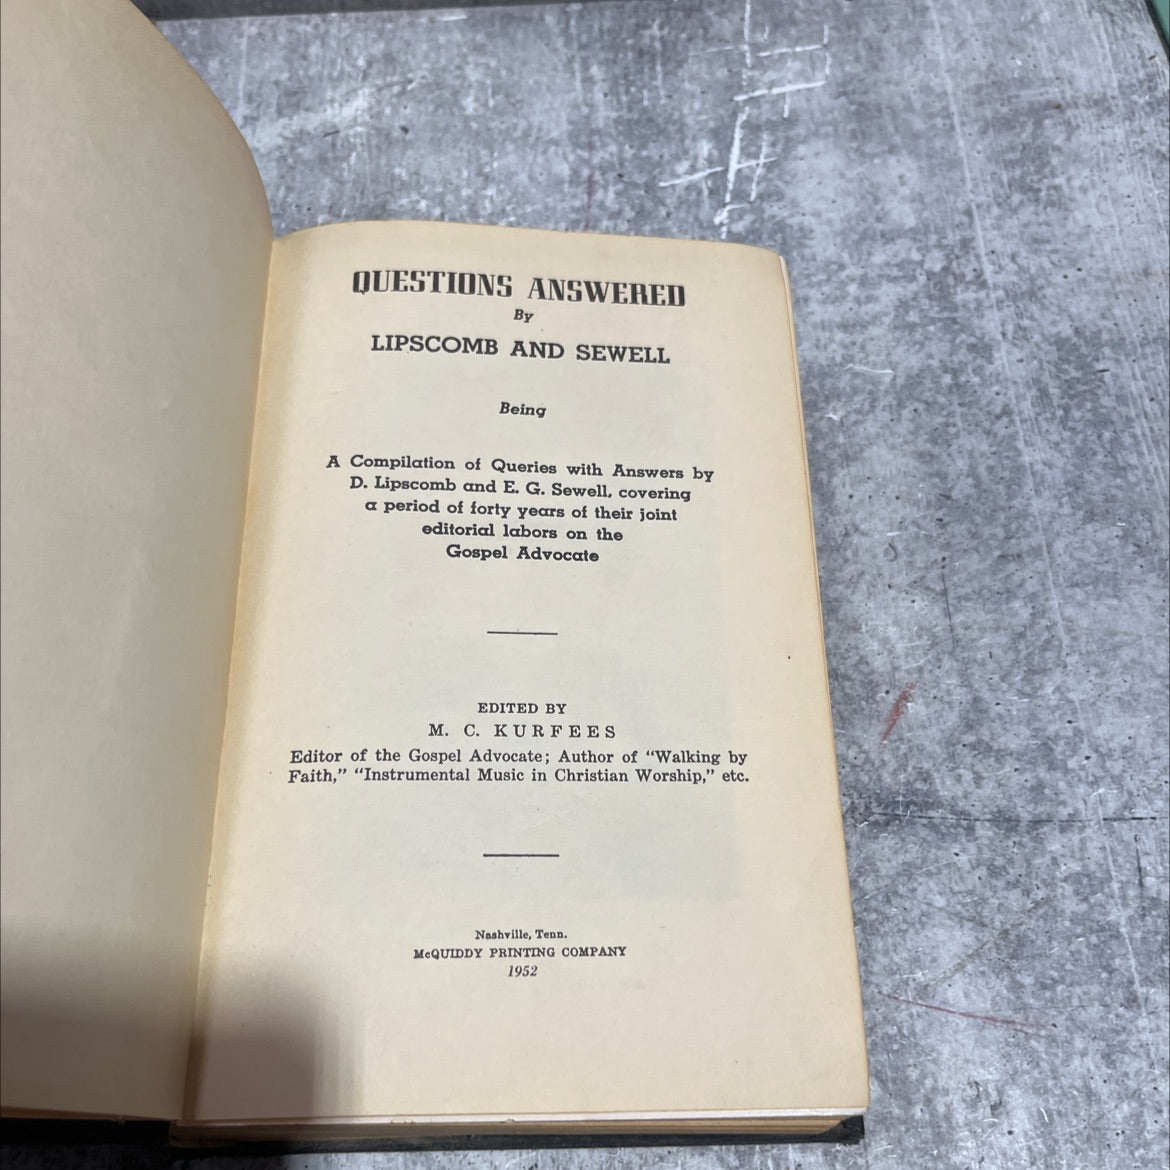 QUESTIONS ANSWERED
By
LIPSCOMB AND SEWELL
Being
A Compilation of Queries with Answers by
D. Lipscomb and E. G. Sewell, covering
a period of forty years of their joint
editorial labors on the
Gospel Advocate
EDITED BY
M. C. KURFEES
Editor of the Gospel Advocate; Author of “Walking by
Faith,” “Instrumental Music in Christian Worship,” etc.
Nashville, Tenn.
McQUIDDY PRINTING COMPANY
1952